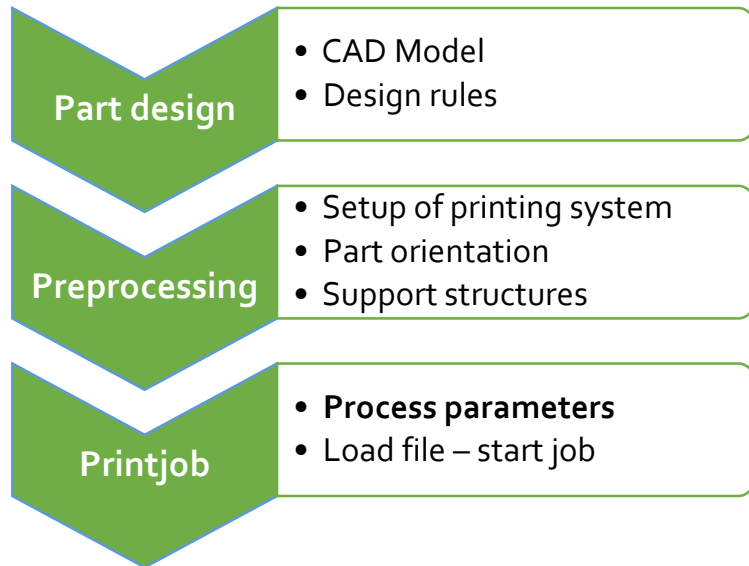 Part design
• CAD Model
• Design rules
Preprocessing
• Setup of printing system
• Part orientation
• Support structures
Printjob
• Process parameters
• Load file – start job